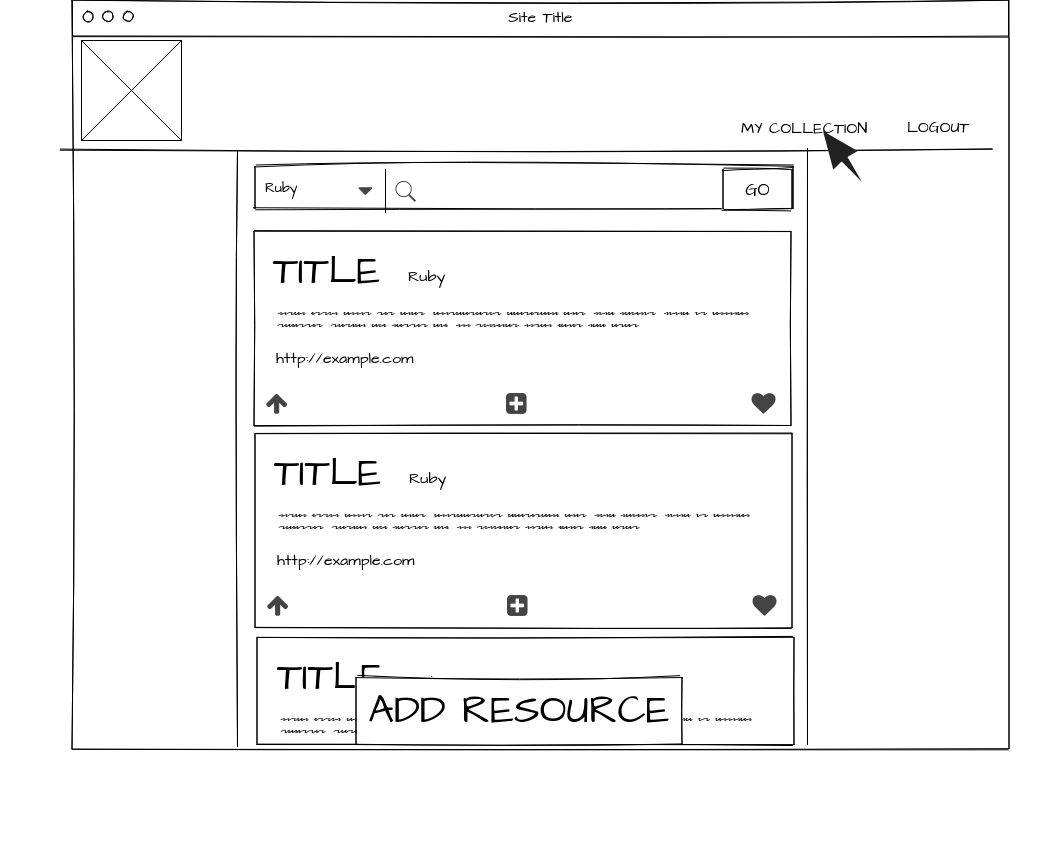 Site Title
MY COLLECTION LOGOUT
Ruby GO
TITLE Ruby
http://example.com
TITLE Ruby
http://example.com
TITLE
ADD RESOURCE